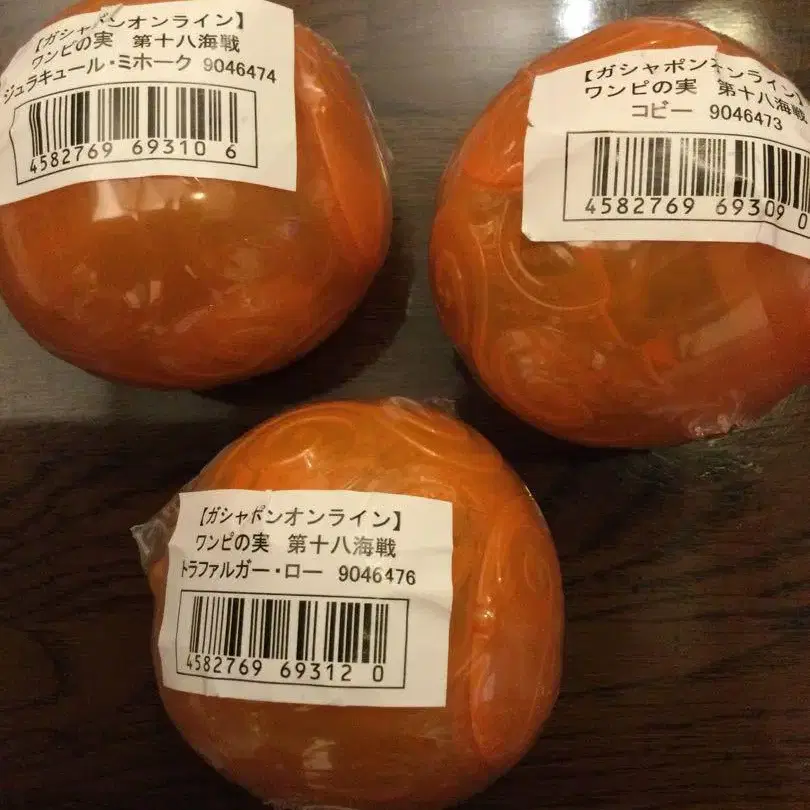 【ガシャポンオンライン】
ワンピの実 第十八海戦
ジュラキュール・ミホーク 9046474
4582769 69310 6
【ガシャポンオンライン】
ワンピの実 第十八海戦
コビー 9046473
4582769 69309 0
【ガシャポンオンライン】
ワンピの実 第十八海戦
トラファルガー・ロー 9046476
4582769 69312 0